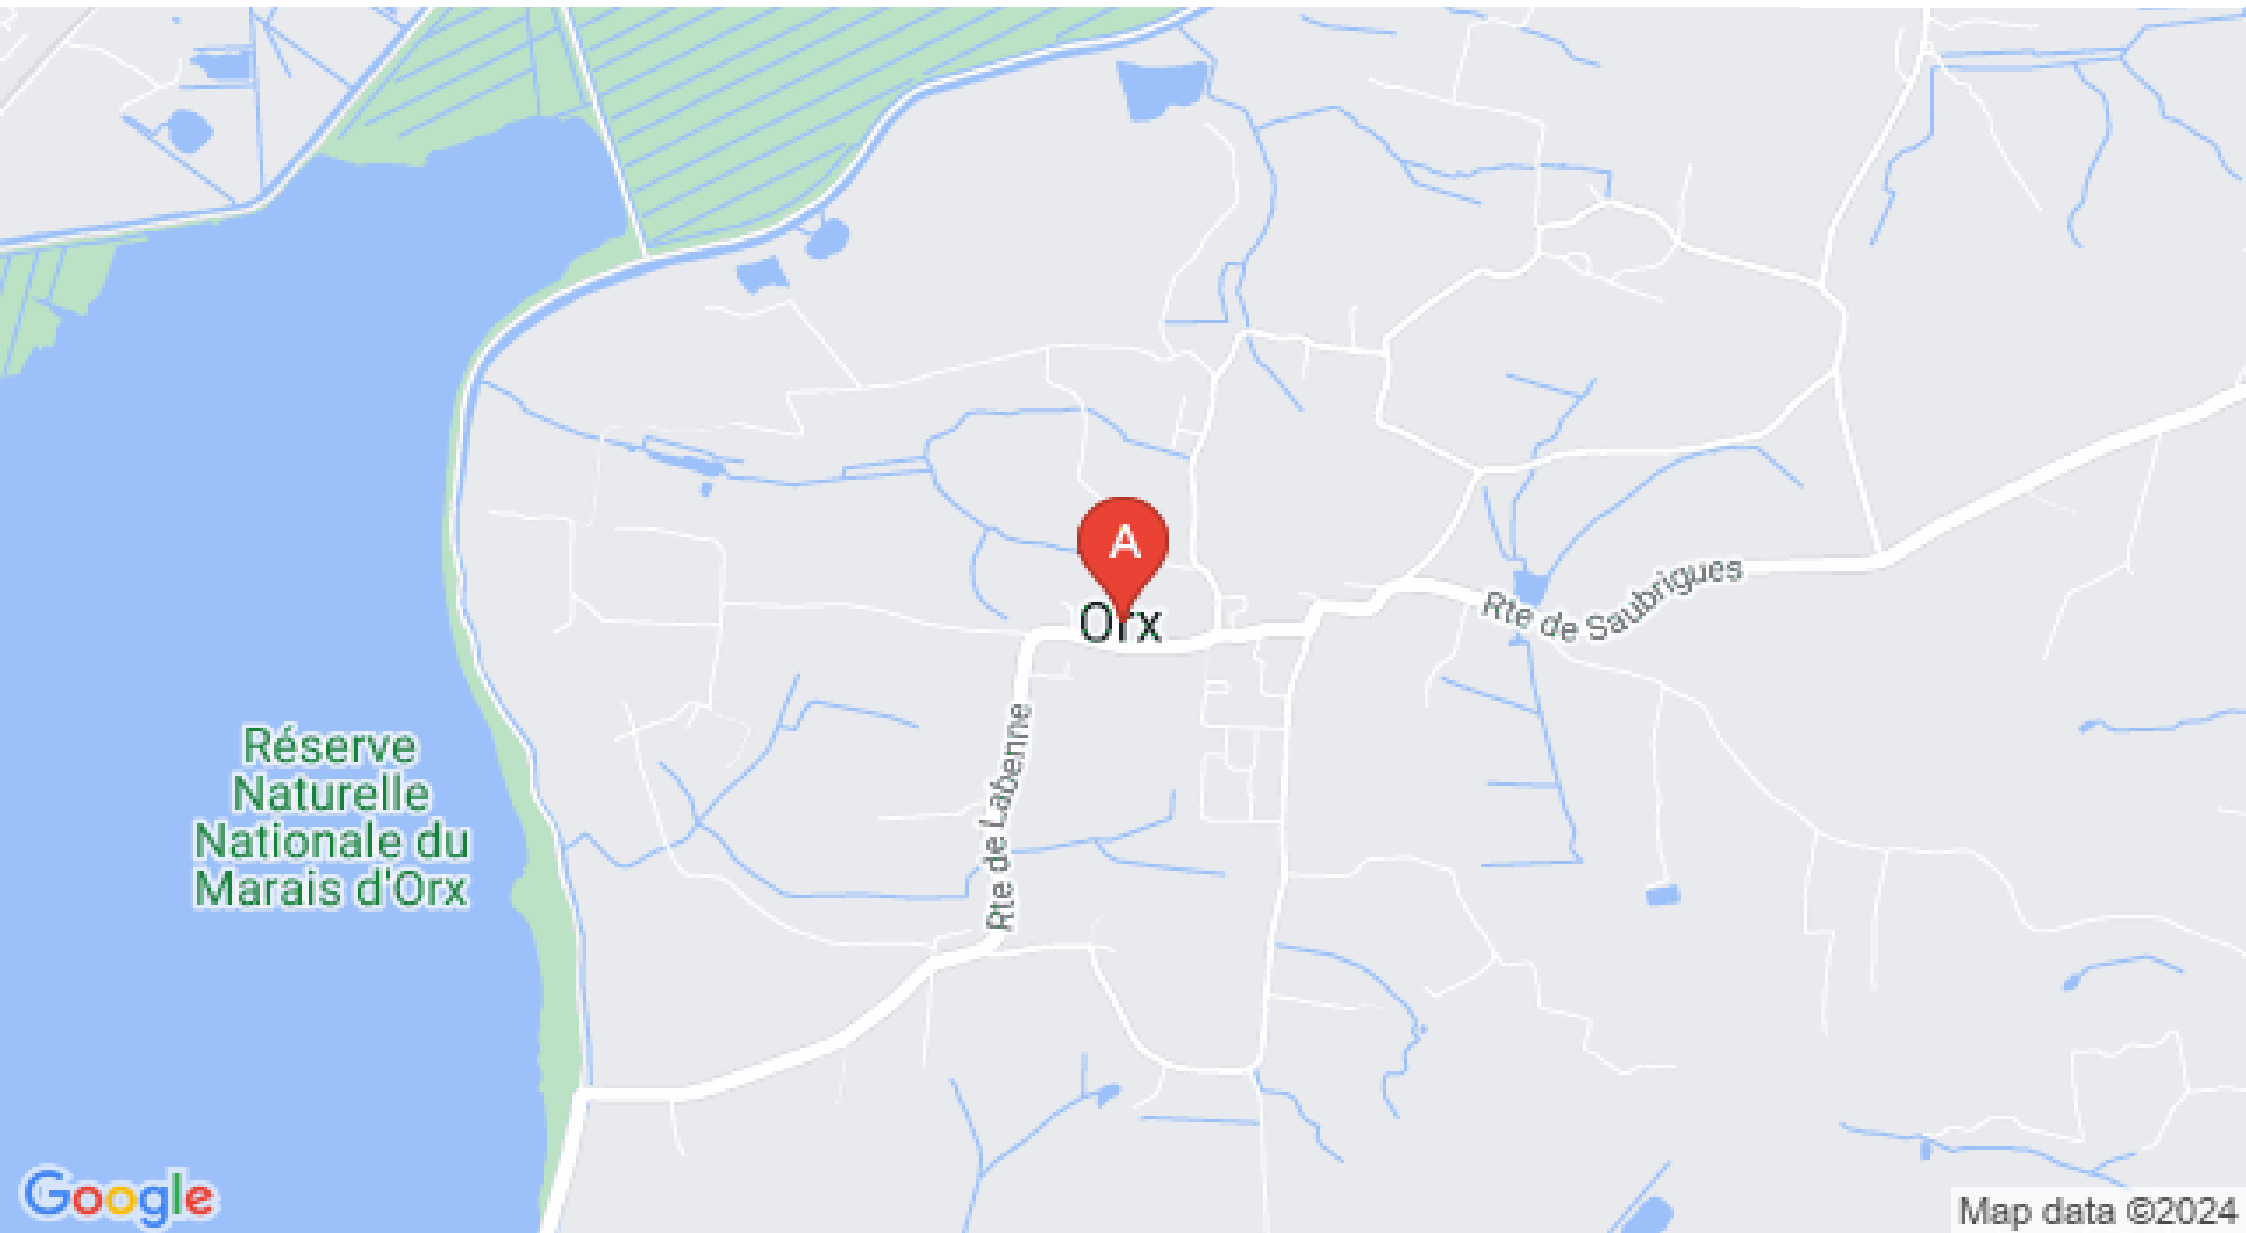 A
Orx
Rte de Saubrigues
Rte de Labenne
Réserve
Naturelle
Nationale du
Marais d'Orx
Google
Map data ©2024